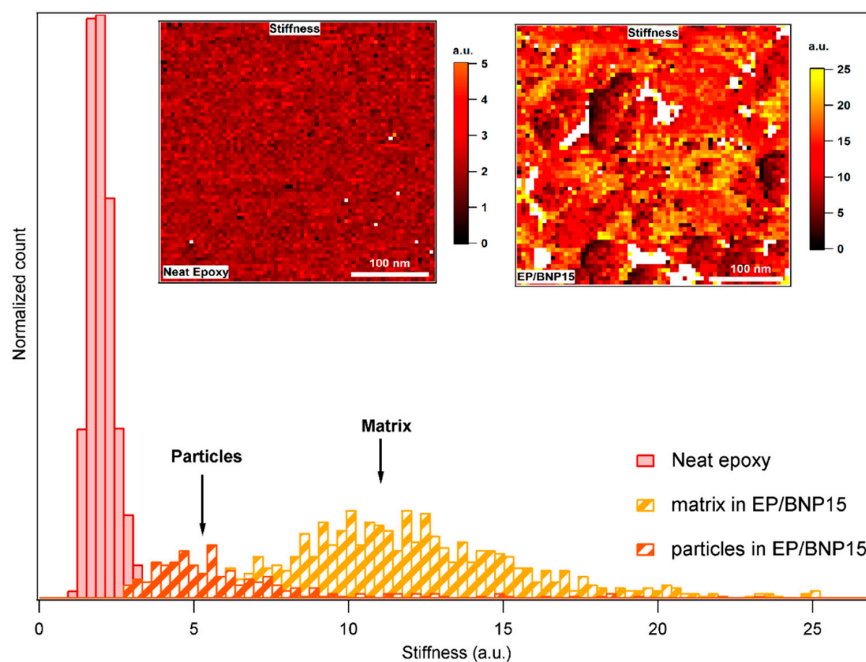 Stiffness
a.u.
5
4
3
2
1
0
Neat Epoxy
100 nm
Stiffness
a.u.
25
20
15
10
5
0
EP/BNP15
100 nm
Normalized count
Particles
Matrix
Neat epoxy
matrix in EP/BNP15
particles in EP/BNP15
0 5 10 15 20 25
Stiffness (a.u.)